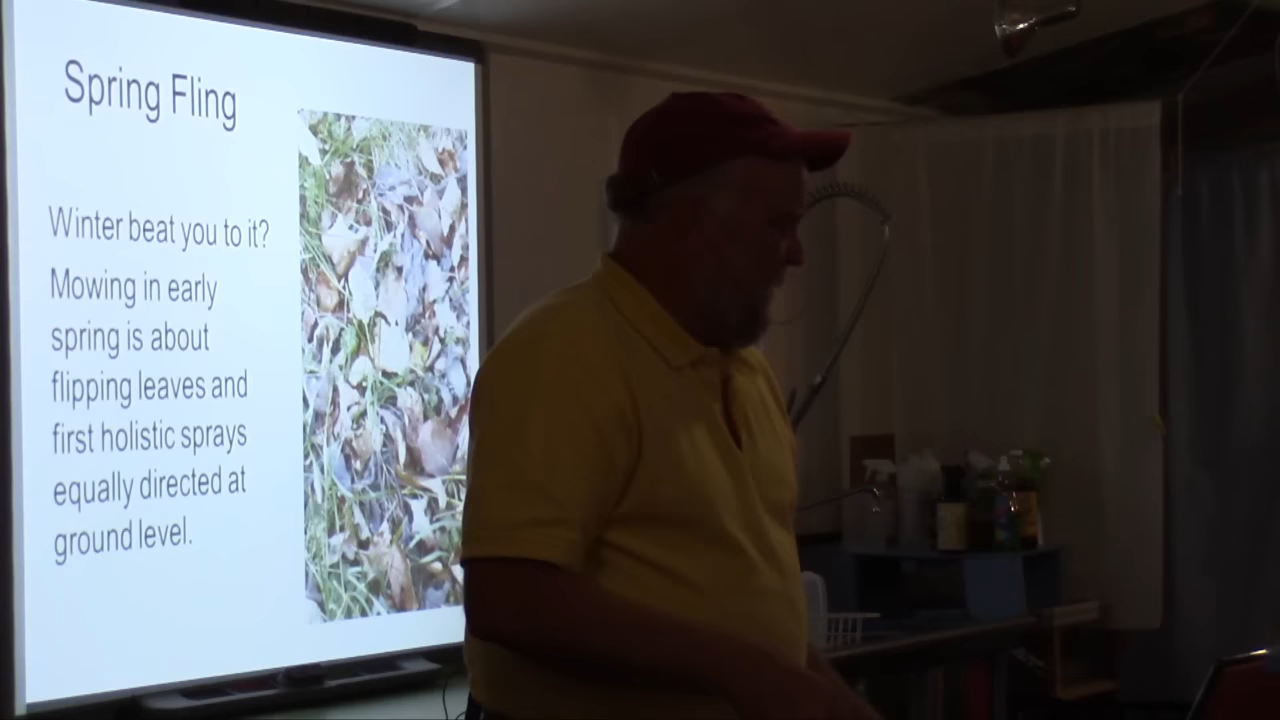 Spring Fling
Winter beat you to it?
Mowing in early
spring is about
flipping leaves and
first holistic sprays
equally directed at
ground level.